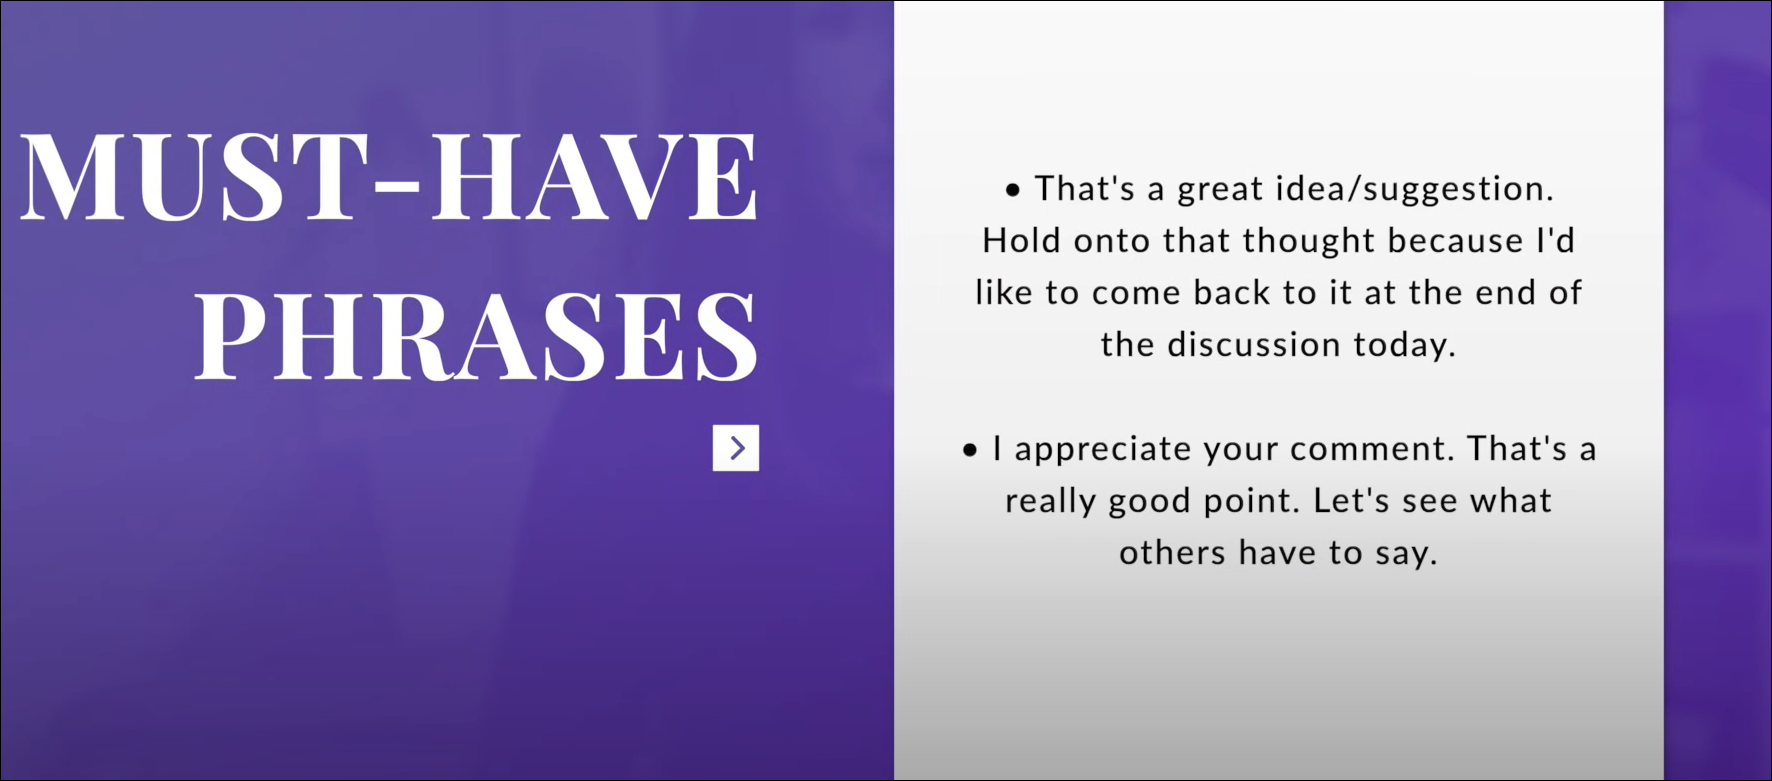 MUST-HAVE
PHRASES
• That's a great idea/suggestion.
Hold onto that thought because I'd
like to come back to it at the end of
the discussion today.
• I appreciate your comment. That's a
really good point. Let's see what
others have to say.